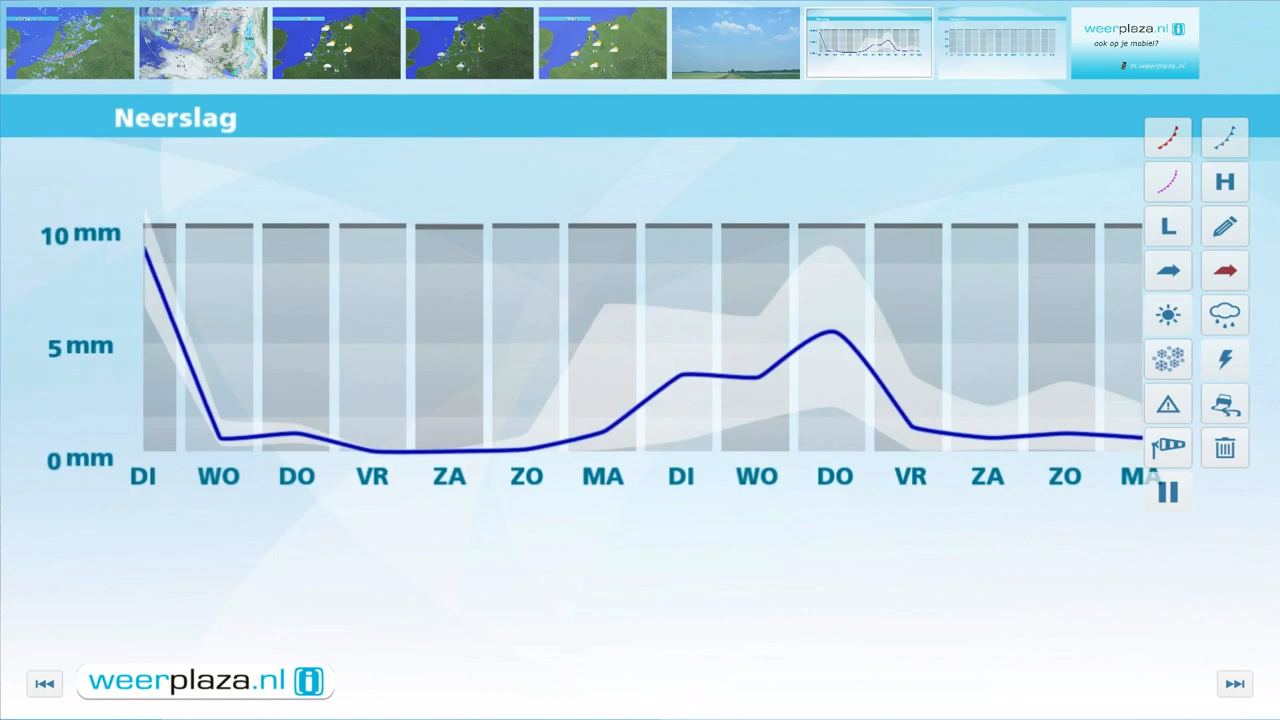 weerplaza.nl i
ook op je mobiel?
m.weerplaza.nl
Neerslag
10 mm
5 mm
0 mm
DI WO DO VR ZA ZO MA DI WO DO VR ZA ZO MA
H
L
weerplaza.nl i